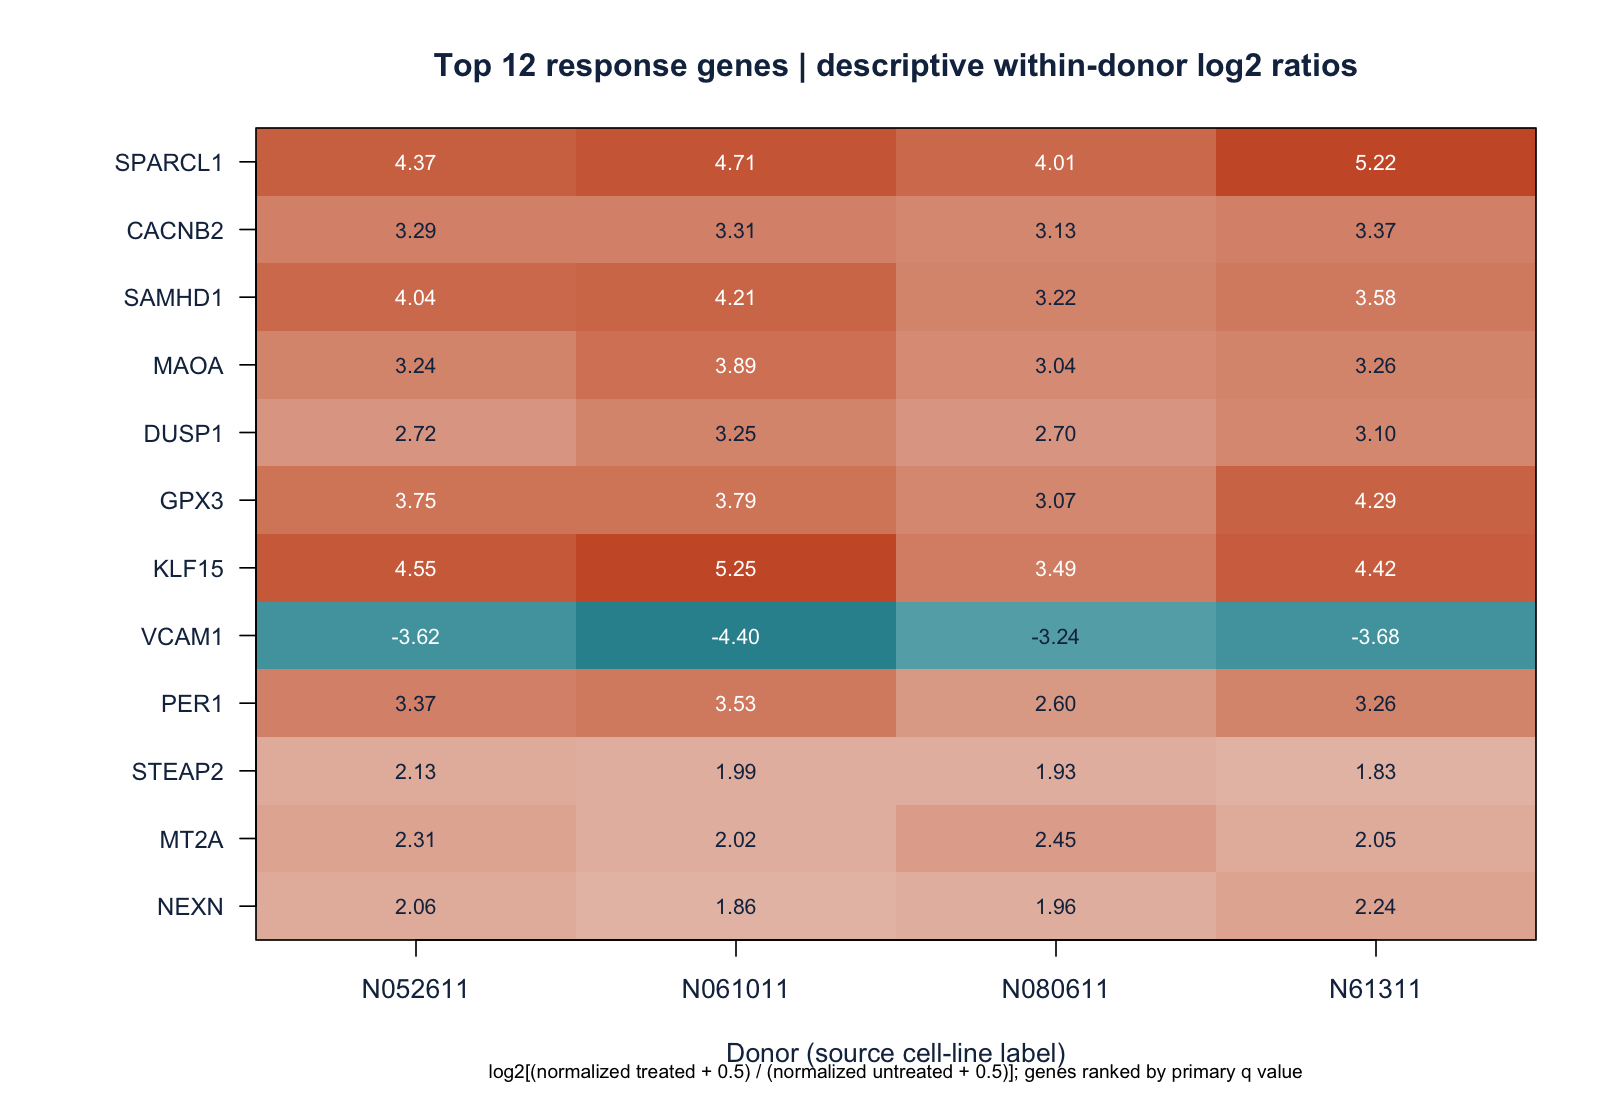 Top 12 response genes | descriptive within-donor log2 ratios
SPARCL1 4.37 4.71 4.01 5.22
CACNB2 3.29 3.31 3.13 3.37
SAMHD1 4.04 4.21 3.22 3.58
MAOA 3.24 3.89 3.04 3.26
DUSP1 2.72 3.25 2.70 3.10
GPX3 3.75 3.79 3.07 4.29
KLF15 4.55 5.25 3.49 4.42
VCAM1 -3.62 -4.40 -3.24 -3.68
PER1 3.37 3.53 2.60 3.26
STEAP2 2.13 1.99 1.93 1.83
MT2A 2.31 2.02 2.45 2.05
NEXN 2.06 1.86 1.96 2.24
N052611 N061011 N080611 N61311
Donor (source cell-line label)
log2[(normalized treated + 0.5) / (normalized untreated + 0.5)]; genes ranked by primary q value